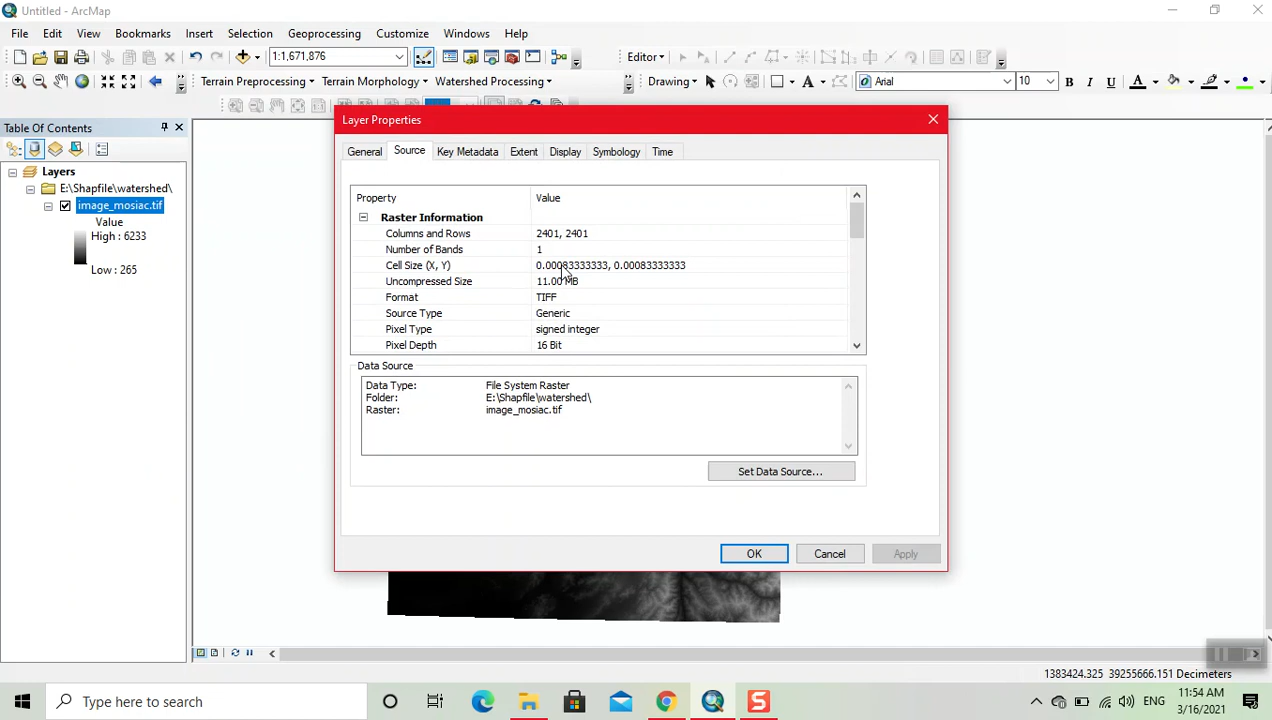 Untitled - ArcMap
File Edit View Bookmarks Insert Selection Geoprocessing Customize Windows Help
1:1,671,876 Editor
Terrain Preprocessing Terrain Morphology Watershed Processing Drawing Arial 10 B I U A
Table Of Contents
Layers
E:\Shapfile\watershed\
image_mosiac.tif
Value
High : 6233
Low : 265
Layer Properties
General Source Key Metadata Extent Display Symbology Time
Property Value
Raster Information
Columns and Rows 2401, 2401
Number of Bands 1
Cell Size (X, Y) 0.00083333333, 0.00083333333
Uncompressed Size 11.00 MB
Format TIFF
Source Type Generic
Pixel Type signed integer
Pixel Depth 16 Bit
Data Source
Data Type: File System Raster
Folder: E:\Shapfile\watershed\
Raster: image_mosiac.tif
Set Data Source...
OK Cancel Apply
1383424.325 39255666.151 Decimeters
Type here to search
ENG
11:54 AM
3/16/2021